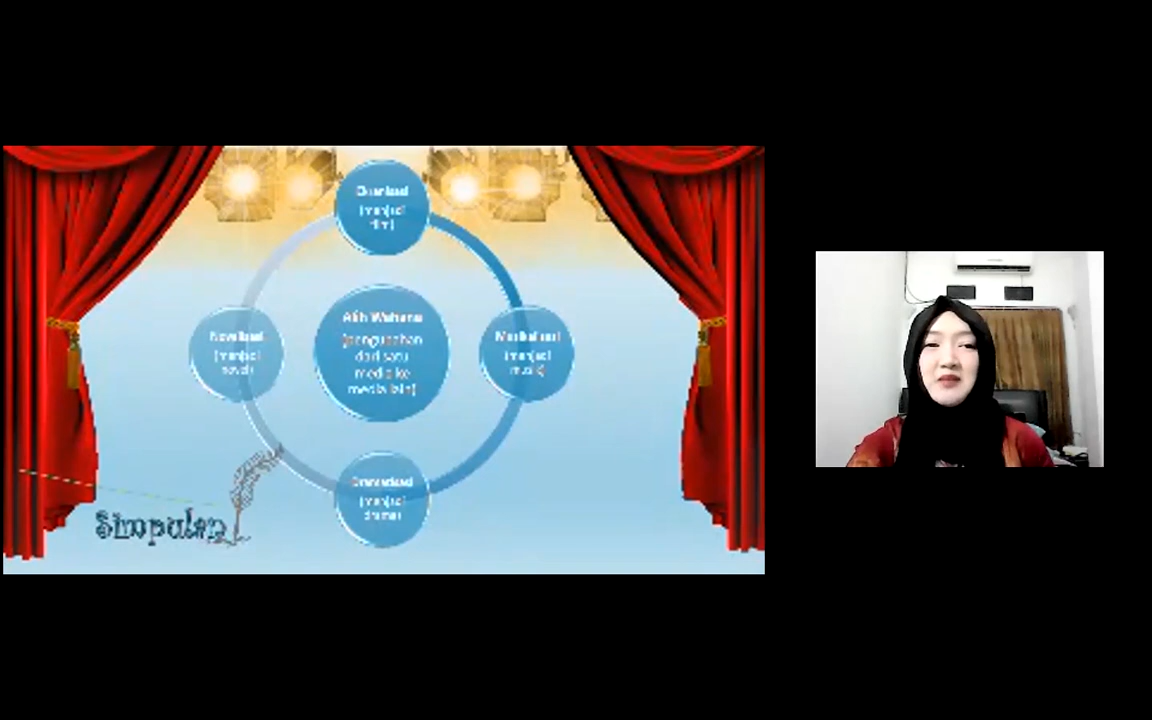 Ekranisasi
(menjadi
film)
Alih Wahana
(pengubahan
dari satu
media ke
media lain)
Novelisasi
(menjadi
novel)
Musikalisasi
(menjadi
musik)
Dramatisasi
(menjadi
drama)
Simpulan